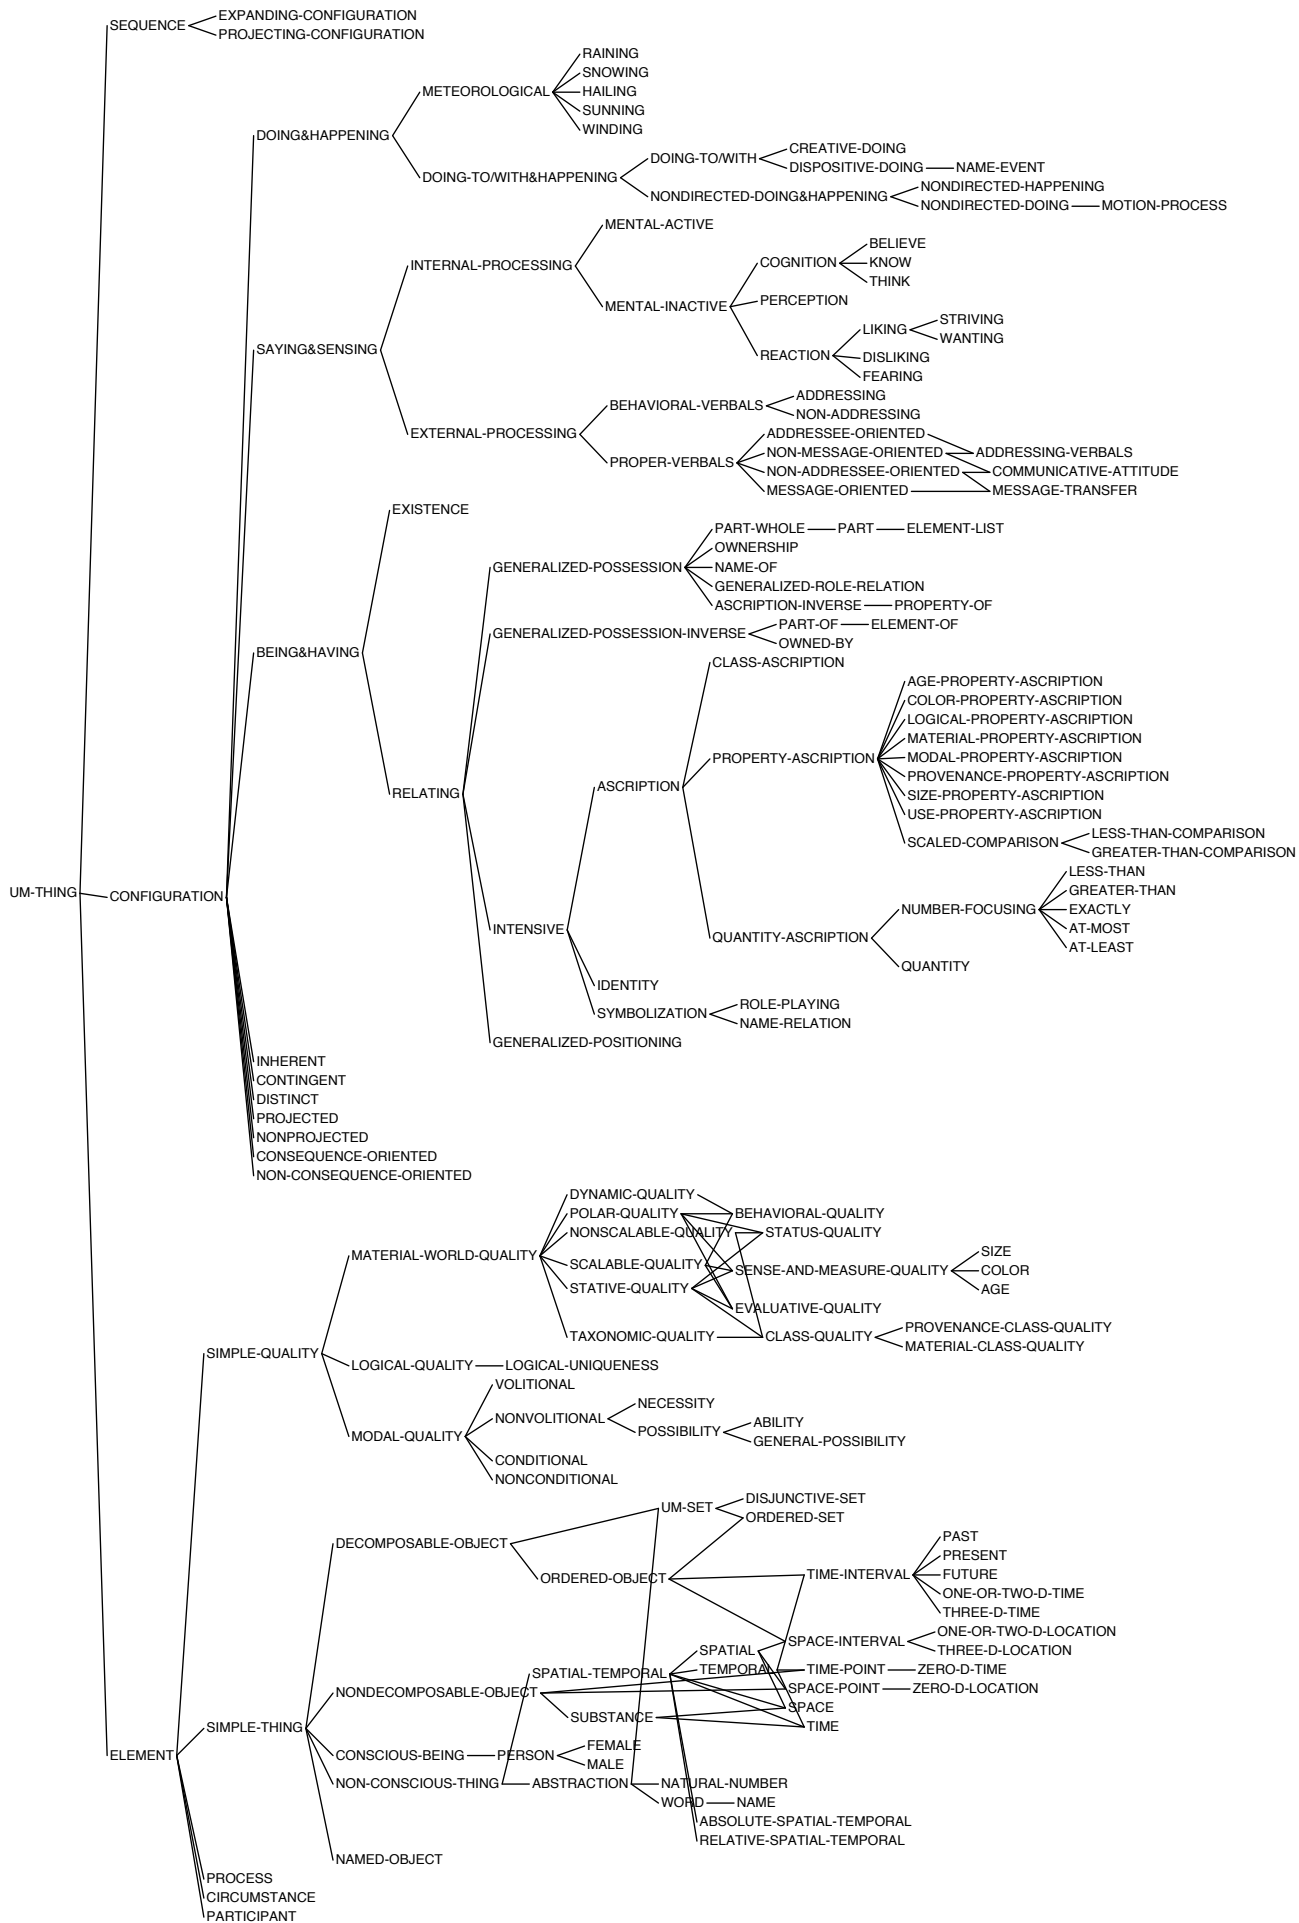 EXPANDING-CONFIGURATION
SEQUENCE
PROJECTING-CONFIGURATION
RAINING
SNOWING
METEOROLOGICAL
HAILING
SUNNING
WINDING
DOING&HAPPENING
CREATIVE-DOING
DOING-TO/WITH
DISPOSITIVE-DOING
NAME-EVENT
DOING-TO/WITH&HAPPENING
NONDIRECTED-HAPPENING
NONDIRECTED-DOING&HAPPENING
NONDIRECTED-DOING
MOTION-PROCESS
MENTAL-ACTIVE
BELIEVE
INTERNAL-PROCESSING
COGNITION
KNOW
THINK
MENTAL-INACTIVE
PERCEPTION
STRIVING
LIKING
WANTING
SAYING&SENSING
REACTION
DISLIKING
FEARING
ADDRESSING
BEHAVIORAL-VERBALS
NON-ADDRESSING
EXTERNAL-PROCESSING
ADDRESSEE-ORIENTED
NON-MESSAGE-ORIENTED
ADDRESSING-VERBALS
PROPER-VERBALS
NON-ADDRESSEE-ORIENTED
COMMUNICATIVE-ATTITUDE
MESSAGE-ORIENTED
MESSAGE-TRANSFER
EXISTENCE
PART-WHOLE
PART
ELEMENT-LIST
OWNERSHIP
GENERALIZED-POSSESSION
NAME-OF
GENERALIZED-ROLE-RELATION
ASCRIPTION-INVERSE
PROPERTY-OF
PART-OF
ELEMENT-OF
GENERALIZED-POSSESSION-INVERSE
OWNED-BY
BEING&HAVING
CLASS-ASCRIPTION
AGE-PROPERTY-ASCRIPTION
COLOR-PROPERTY-ASCRIPTION
LOGICAL-PROPERTY-ASCRIPTION
MATERIAL-PROPERTY-ASCRIPTION
PROPERTY-ASCRIPTION
MODAL-PROPERTY-ASCRIPTION
PROVENANCE-PROPERTY-ASCRIPTION
RELATING
ASCRIPTION
SIZE-PROPERTY-ASCRIPTION
USE-PROPERTY-ASCRIPTION
LESS-THAN-COMPARISON
SCALED-COMPARISON
GREATER-THAN-COMPARISON
LESS-THAN
UM-THING
CONFIGURATION
GREATER-THAN
NUMBER-FOCUSING
EXACTLY
INTENSIVE
AT-MOST
QUANTITY-ASCRIPTION
AT-LEAST
QUANTITY
IDENTITY
ROLE-PLAYING
SYMBOLIZATION
NAME-RELATION
GENERALIZED-POSITIONING
INHERENT
CONTINGENT
DISTINCT
PROJECTED
NONPROJECTED
CONSEQUENCE-ORIENTED
NON-CONSEQUENCE-ORIENTED
DYNAMIC-QUALITY
POLAR-QUALITY
BEHAVIORAL-QUALITY
NONSCALABLE-QUALITY
STATUS-QUALITY
MATERIAL-WORLD-QUALITY
SIZE
SCALABLE-QUALITY
SENSE-AND-MEASURE-QUALITY
COLOR
STATIVE-QUALITY
AGE
EVALUATIVE-QUALITY
PROVENANCE-CLASS-QUALITY
TAXONOMIC-QUALITY
CLASS-QUALITY
MATERIAL-CLASS-QUALITY
SIMPLE-QUALITY
LOGICAL-QUALITY
LOGICAL-UNIQUENESS
VOLITIONAL
NECESSITY
NONVOLITIONAL
ABILITY
POSSIBILITY
MODAL-QUALITY
GENERAL-POSSIBILITY
CONDITIONAL
NONCONDITIONAL
DISJUNCTIVE-SET
UM-SET
ORDERED-SET
PAST
DECOMPOSABLE-OBJECT
PRESENT
ORDERED-OBJECT
TIME-INTERVAL
FUTURE
ONE-OR-TWO-D-TIME
THREE-D-TIME
ONE-OR-TWO-D-LOCATION
SPACE-INTERVAL
SPATIAL
THREE-D-LOCATION
SPATIAL-TEMPORAL
TEMPORAL
TIME-POINT
ZERO-D-TIME
NONDECOMPOSABLE-OBJECT
SPACE-POINT
ZERO-D-LOCATION
SPACE
SUBSTANCE
SIMPLE-THING
TIME
FEMALE
ELEMENT
CONSCIOUS-BEING
PERSON
MALE
NON-CONSCIOUS-THING
ABSTRACTION
NATURAL-NUMBER
WORD
NAME
ABSOLUTE-SPATIAL-TEMPORAL
RELATIVE-SPATIAL-TEMPORAL
NAMED-OBJECT
PROCESS
CIRCUMSTANCE
PARTICIPANT